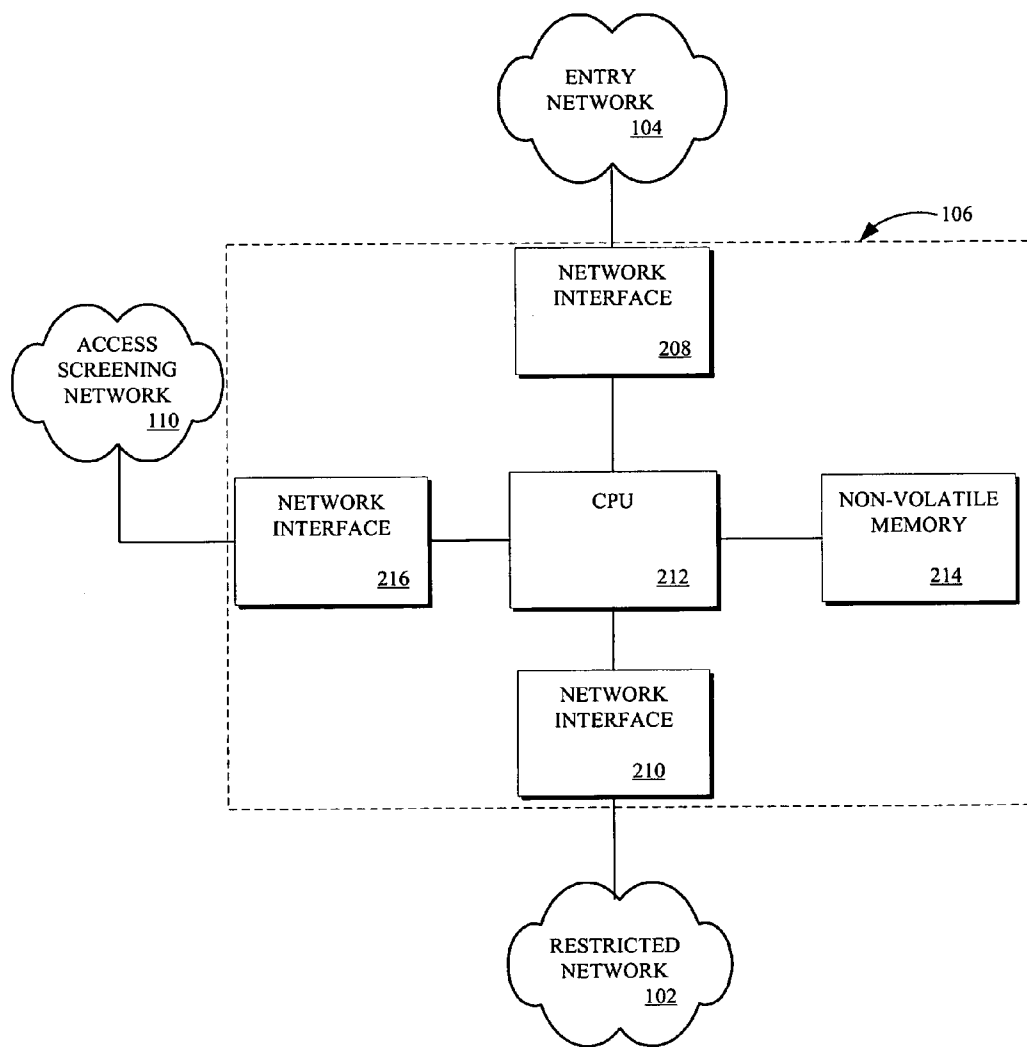 ENTRY
NETWORK
104
106
NETWORK
INTERFACE
208
ACCESS
SCREENING
NETWORK
110
NETWORK
INTERFACE
216
CPU
212
NON-VOLATILE
MEMORY
214
NETWORK
INTERFACE
210
RESTRICTED
NETWORK
102